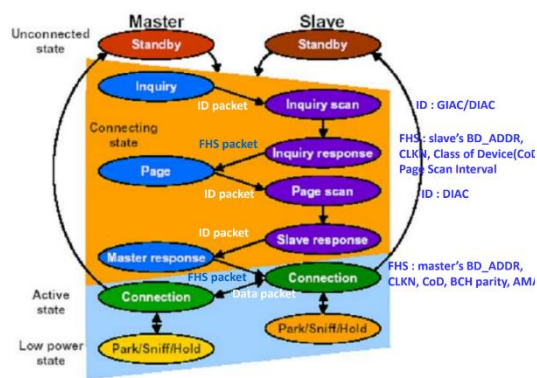 Master
Slave
Unconnected
state
Standby
Standby
Inquiry
ID packet
Inquiry scan
ID : GIAC/DIAC
Connecting
state
FHS packet
Inquiry response
FHS : slave's BD_ADDR,
CLKN, Class of Device(CoD
Page Scan Interval
Page
ID packet
Page scan
ID : DIAC
ID packet
Slave response
Master response
FHS packet
Connection
FHS : master's BD_ADDR,
CLKN, CoD, BCH parity, AMA
Active
state
Connection
Data packet
Low power
state
Park/Sniff/Hold
Park/Sniff/Hold